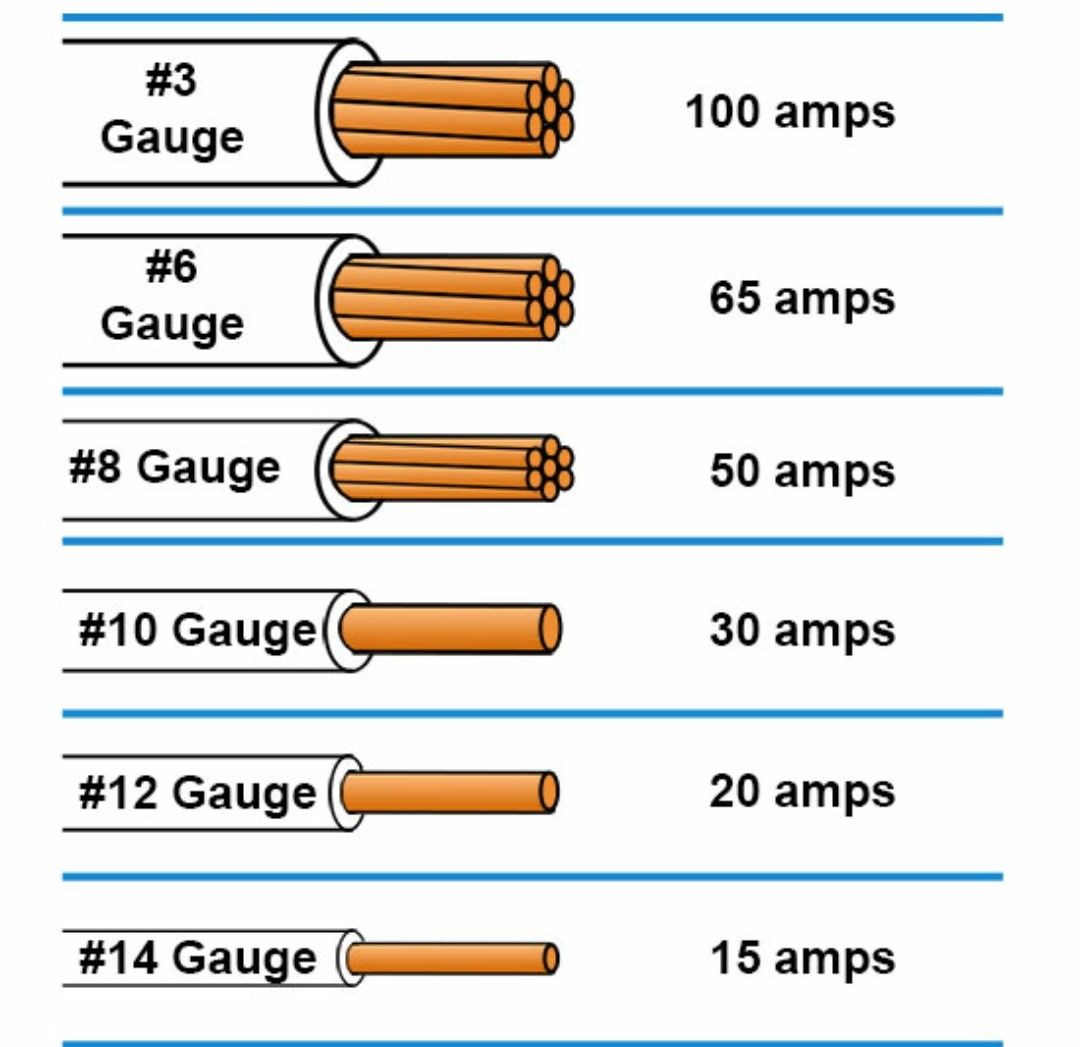 #3
Gauge
100 amps
#6
Gauge
65 amps
#8 Gauge
50 amps
#10 Gauge
30 amps
#12 Gauge
20 amps
#14 Gauge
15 amps